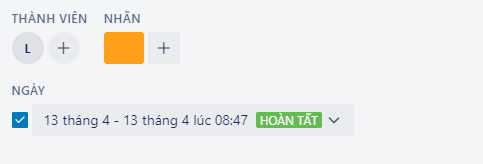 THÀNH VIÊN NHÃN
L
NGÀY
13 tháng 4 - 13 tháng 4 lúc 08:47 HOÀN TẤT